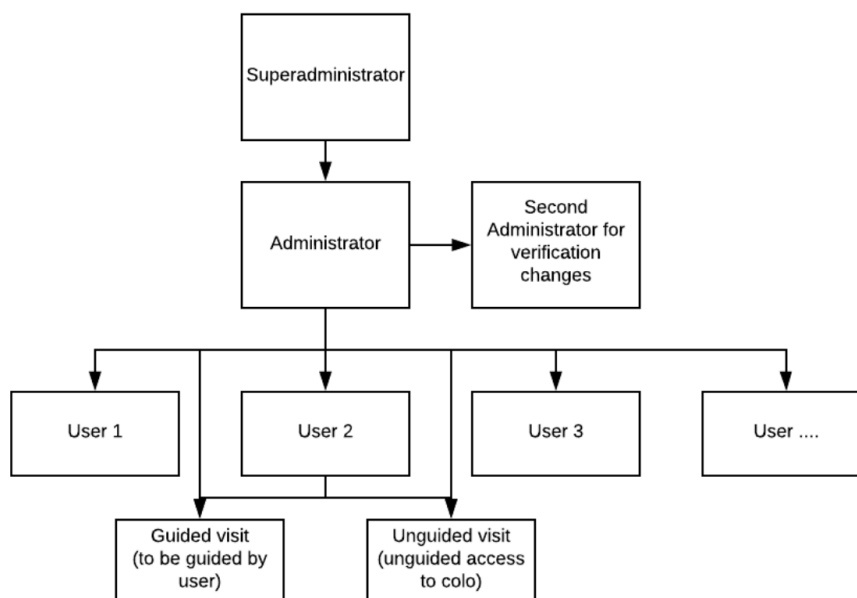 Superadministrator
Administrator
Second
Administrator for
verification
changes
User 1
User 2
User 3
User ....
Guided visit
(to be guided by
user)
Unguided visit
(unguided access
to colo)